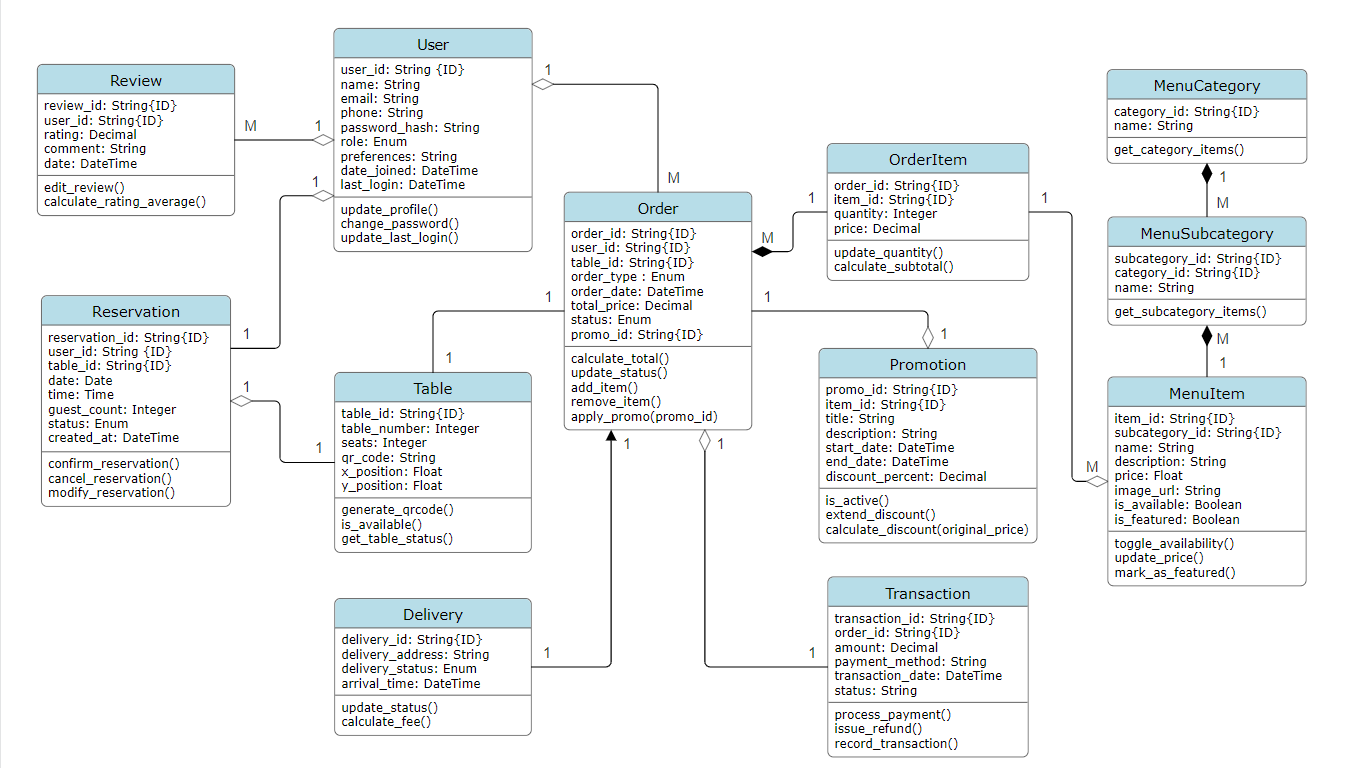 User
user_id: String {ID}
name: String
email: String
phone: String
password_hash: String
role: Enum
preferences: String
date_joined: DateTime
last_login: DateTime
update_profile()
change_password()
update_last_login()
Review
review_id: String{ID}
user_id: String{ID}
rating: Decimal
comment: String
date: DateTime
edit_review()
calculate_rating_average()
M
1
1
1
M
Reservation
reservation_id: String{ID}
user_id: String {ID}
table_id: String{ID}
date: Date
time: Time
guest_count: Integer
status: Enum
created_at: DateTime
confirm_reservation()
cancel_reservation()
modify_reservation()
1
1
1
Table
table_id: String{ID}
table_number: Integer
seats: Integer
qr_code: String
x_position: Float
y_position: Float
generate_qrcode()
is_available()
get_table_status()
1
1
Order
order_id: String{ID}
user_id: String{ID}
table_id: String{ID}
order_type : Enum
order_date: DateTime
total_price: Decimal
status: Enum
promo_id: String{ID}
calculate_total()
update_status()
add_item()
remove_item()
apply_promo(promo_id)
M
1
1
1
1
1
Delivery
delivery_id: String{ID}
delivery_address: String
delivery_status: Enum
arrival_time: DateTime
update_status()
calculate_fee()
1
OrderItem
order_id: String{ID}
item_id: String{ID}
quantity: Integer
price: Decimal
update_quantity()
calculate_subtotal()
1
1
Promotion
promo_id: String{ID}
item_id: String{ID}
title: String
description: String
start_date: DateTime
end_date: DateTime
discount_percent: Decimal
is_active()
extend_discount()
calculate_discount(original_price)
Transaction
transaction_id: String{ID}
order_id: String{ID}
amount: Decimal
payment_method: String
transaction_date: DateTime
status: String
process_payment()
issue_refund()
record_transaction()
MenuCategory
category_id: String{ID}
name: String
get_category_items()
1
M
MenuSubcategory
subcategory_id: String{ID}
category_id: String{ID}
name: String
get_subcategory_items()
M
1
MenuItem
item_id: String{ID}
subcategory_id: String{ID}
name: String
description: String
price: Float
image_url: String
is_available: Boolean
is_featured: Boolean
toggle_availability()
update_price()
mark_as_featured()
M